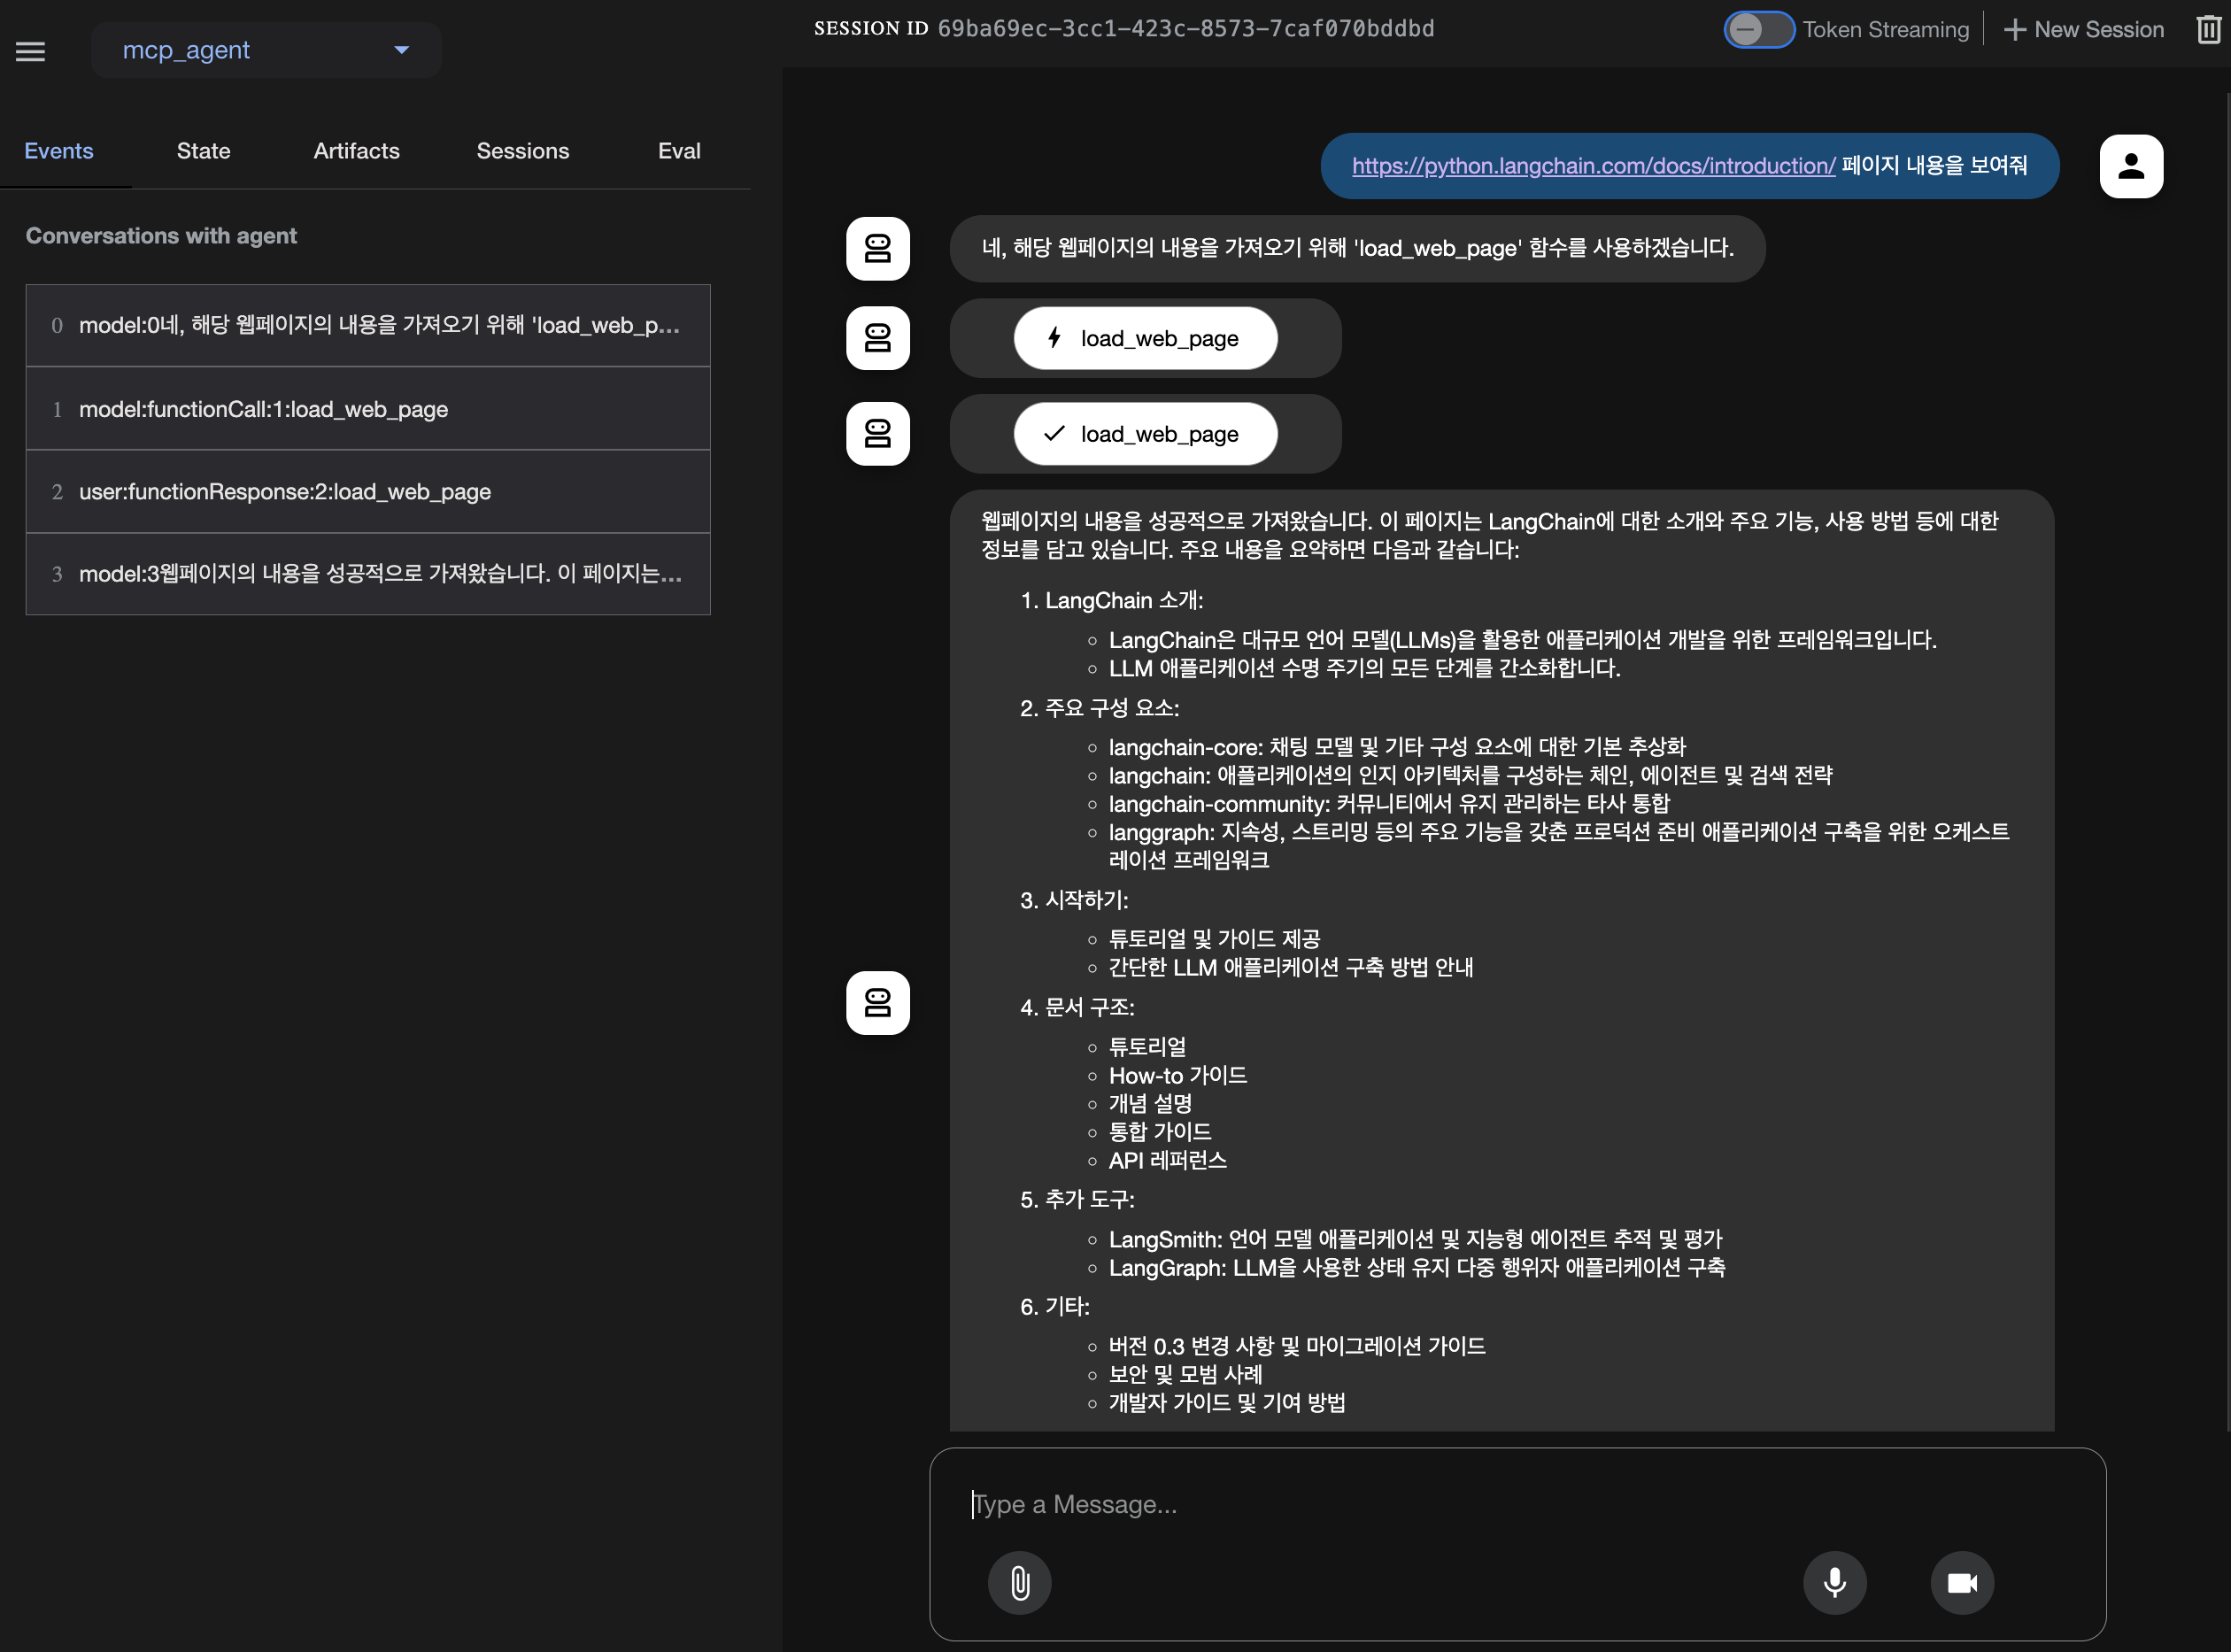 mcp_agent
SESSION ID 69ba69ec-3cc1-423c-8573-7caf070bddbd
Token Streaming
New Session
Events
State
Artifacts
Sessions
Eval
Conversations with agent
0 model:0네, 해당 웹페이지의 내용을 가져오기 위해 'load_web_p...
1 model:functionCall:1:load_web_page
2 user:functionResponse:2:load_web_page
3 model:3웹페이지의 내용을 성공적으로 가져왔습니다. 이 페이지는...
https://python.langchain.com/docs/introduction/ 페이지 내용을 보여줘
네, 해당 웹페이지의 내용을 가져오기 위해 'load_web_page' 함수를 사용하겠습니다.
load_web_page
load_web_page
웹페이지의 내용을 성공적으로 가져왔습니다. 이 페이지는 LangChain에 대한 소개와 주요 기능, 사용 방법 등에 대한
정보를 담고 있습니다. 주요 내용을 요약하면 다음과 같습니다:
1. LangChain 소개:
LangChain은 대규모 언어 모델(LLMs)을 활용한 애플리케이션 개발을 위한 프레임워크입니다.
LLM 애플리케이션 수명 주기의 모든 단계를 간소화합니다.
2. 주요 구성 요소:
langchain-core: 채팅 모델 및 기타 구성 요소에 대한 기본 추상화
langchain: 애플리케이션의 인지 아키텍처를 구성하는 체인, 에이전트 및 검색 전략
langchain-community: 커뮤니티에서 유지 관리하는 타사 통합
langgraph: 지속성, 스트리밍 등의 주요 기능을 갖춘 프로덕션 준비 애플리케이션 구축을 위한 오케스트
레이션 프레임워크
3. 시작하기:
튜토리얼 및 가이드 제공
간단한 LLM 애플리케이션 구축 방법 안내
4. 문서 구조:
튜토리얼
How-to 가이드
개념 설명
통합 가이드
API 레퍼런스
5. 추가 도구:
LangSmith: 언어 모델 애플리케이션 및 지능형 에이전트 추적 및 평가
LangGraph: LLM을 사용한 상태 유지 다중 행위자 애플리케이션 구축
6. 기타:
버전 0.3 변경 사항 및 마이그레이션 가이드
보안 및 모범 사례
개발자 가이드 및 기여 방법
Type a Message...